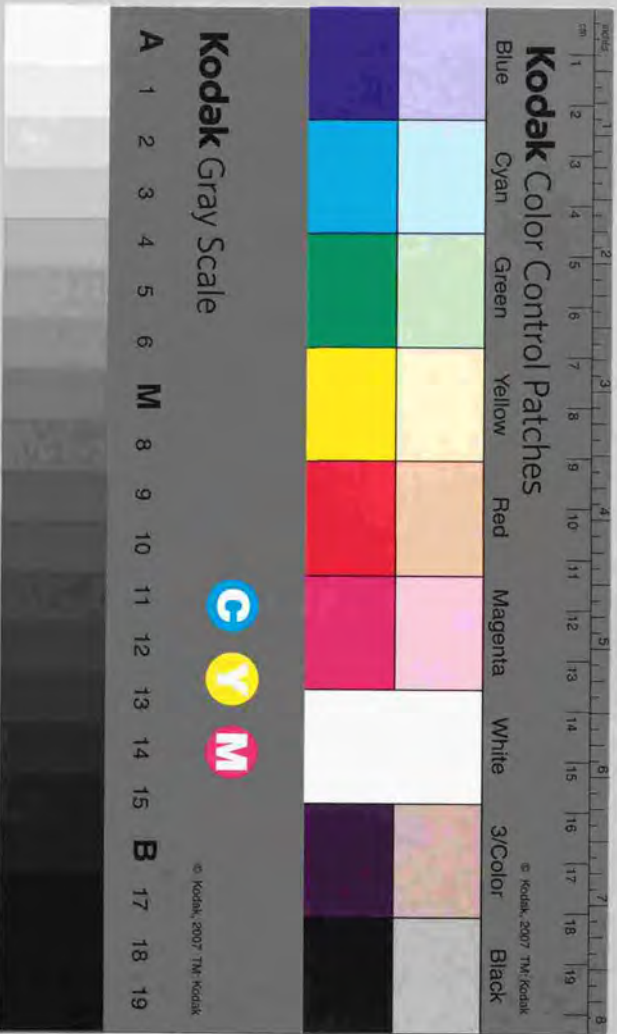 inches 1 2 3 4 5 6 7 8
cm 1 2 3 4 5 6 7 8 9 10 11 12 13 14 15 16 17 18 19
Kodak Color Control Patches
© Kodak, 2007 TM: Kodak
Blue Cyan Green Yellow Red Magenta White 3/Color Black
Kodak Gray Scale
C Y M
© Kodak, 2007 TM: Kodak
A 1 2 3 4 5 6 M 8 9 10 11 12 13 14 15 B 17 18 19